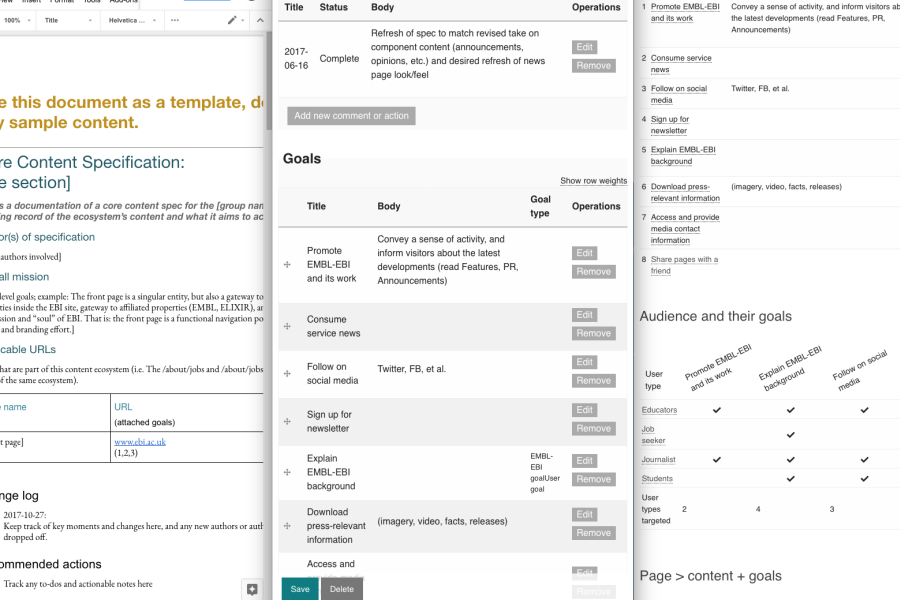 100%
Title
Helvetica ...
e this document as a template, d
y sample content.
re Content Specification:
e section]
s a documentation of a core content spec for the [group nan
ing record of the ecosystem's content and what it aims to ac
or(s) of specification
authors involved]
all mission
level goals; example: The front page is a singular entity, but also a gateway to
ties inside the EBI site, gateway to affiliated properties (EMBL, ELIXIR), an
ssion and “soul” of EBI. That is: the front page is a functional navigation po
and branding effort.]
cable URLs
hat are part of this content ecosystem (i.e. The /about/jobs and /about/jobs
of the same ecosystem).
e name
URL
(attached goals)
t page]
www.ebi.ac.uk
(1,2,3)
nge log
2017-10-27:
Keep track of key moments and changes here, and any new authors or auth
dropped off.
ommended actions
Track any to-dos and actionable notes here
Title Status Body Operations
2017-
06-16
Complete
Refresh of spec to match revised take on
component content (announcements,
opinions, etc.) and desired refresh of news
page look/feel
Edit
Remove
Add new comment or action
Goals
Show row weights
Title Body Goal
type Operations
Promote
EMBL-EBI
and its work
Convey a sense of activity, and
inform visitors about the latest
developments (read Features, PR,
Announcements)
Edit
Remove
Consume
service news
Edit
Remove
Follow on
social media
Twitter, FB, et al.
Edit
Remove
Sign up for
newsletter
Edit
Remove
Explain
EMBL-EBI
background
EMBL-
EBI
goalUser
goal
Edit
Remove
Download
press-relevant
information
(imagery, video, facts, releases)
Edit
Remove
Access and
Edit
Remove
Save
Delete
1 Promote EMBL-EBI
and its work
Convey a sense of activity, and inform visitors ab
the latest developments (read Features, PR,
Announcements)
2 Consume service
news
3 Follow on social
media
Twitter, FB, et al.
4 Sign up for
newsletter
5 Explain EMBL-EBI
background
6 Download press-
relevant information
(imagery, video, facts, releases)
7 Access and provide
media contact
information
8 Share pages with a
friend
Audience and their goals
User
type
Promote EMBL-EBI
and its work
Explain EMBL-EBI
background
Follow on social
media
Educators
Job
seeker
Journalist
Students
User
types
targeted
2 4 3
Page > content + goals